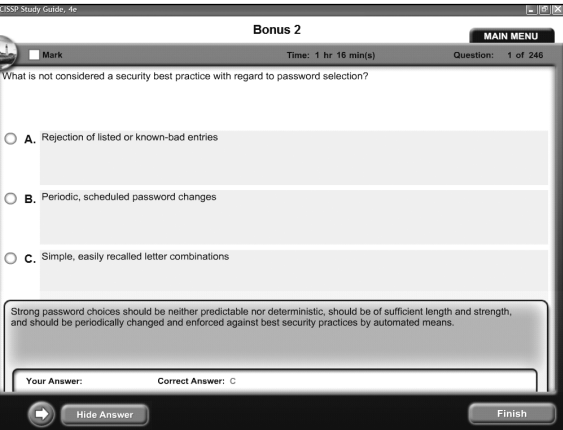 CISSP Study Guide, 4e
Bonus 2
MAIN MENU
Mark Time: 1 hr 16 min(s) Question: 1 of 246
What is not considered a security best practice with regard to password selection?
A. Rejection of listed or known-bad entries
B. Periodic, scheduled password changes
C. Simple, easily recalled letter combinations
Strong password choices should be neither predictable nor deterministic, should be of sufficient length and strength,
and should be periodically changed and enforced against best security practices by automated means.
Your Answer: Correct Answer: C
Hide Answer Finish